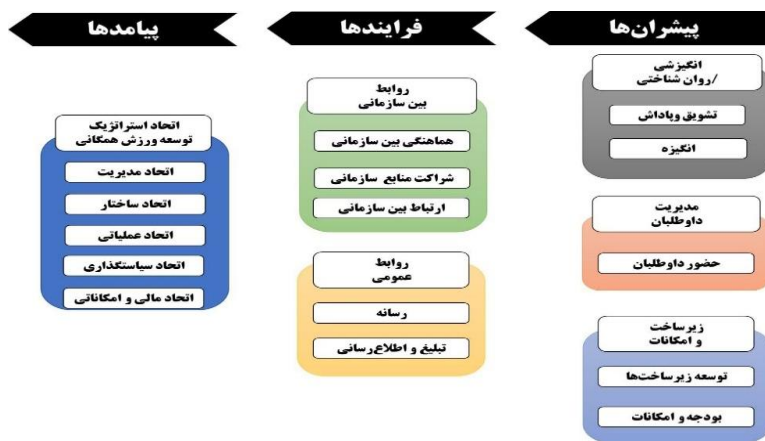 پیشران‌ها
انگیزشی
/روان شناختی
تشویق وپاداش
انگیزه
مدیریت
داوطلبان
حضور داوطلبان
زیرساخت
و امکانات
توسعه زیرساخت‌ها
بودجه و امکانات
فرایندها
روابط
بین سازمانی
هماهنگی بین سازمانی
شراکت منابع سازمانی
ارتباط بین سازمانی
روابط
عمومی
رسانه
تبلیغ و اطلاع‌رسانی
پیامدها
اتحاد استراتژیک
توسعه ورزش همگانی
اتحاد مدیریت
اتحاد ساختار
اتحاد عملیاتی
اتحاد سیاستگذاری
اتحاد مالی و امکاناتی